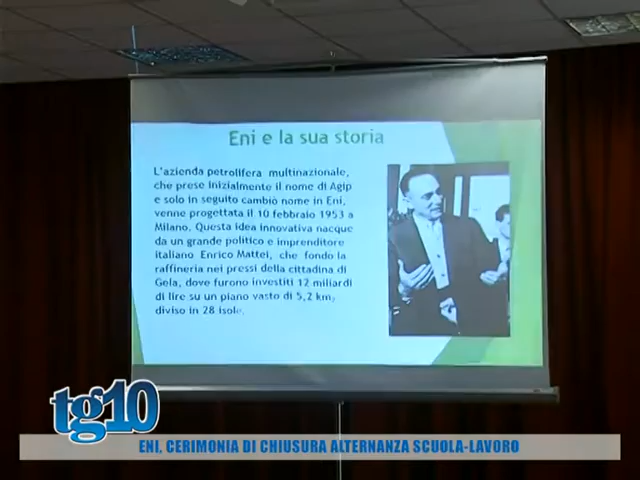 Eni e la sua storia
L'azienda petrolifera multinazionale,
che prese inizialmente il nome di Agip
e solo in seguito cambiò nome in Eni,
venne progettata il 10 febbraio 1953 a
Milano. Questa idea innovativa nacque
da un grande politico e imprenditore
italiano Enrico Mattei, che fondo la
raffineria nei pressi della cittadina di
Gela, dove furono investiti 12 miliardi
di lire su un piano vasto di 5,2 km,
diviso in 28 isole.
tg10
ENI, CERIMONIA DI CHIUSURA ALTERNANZA SCUOLA-LAVORO